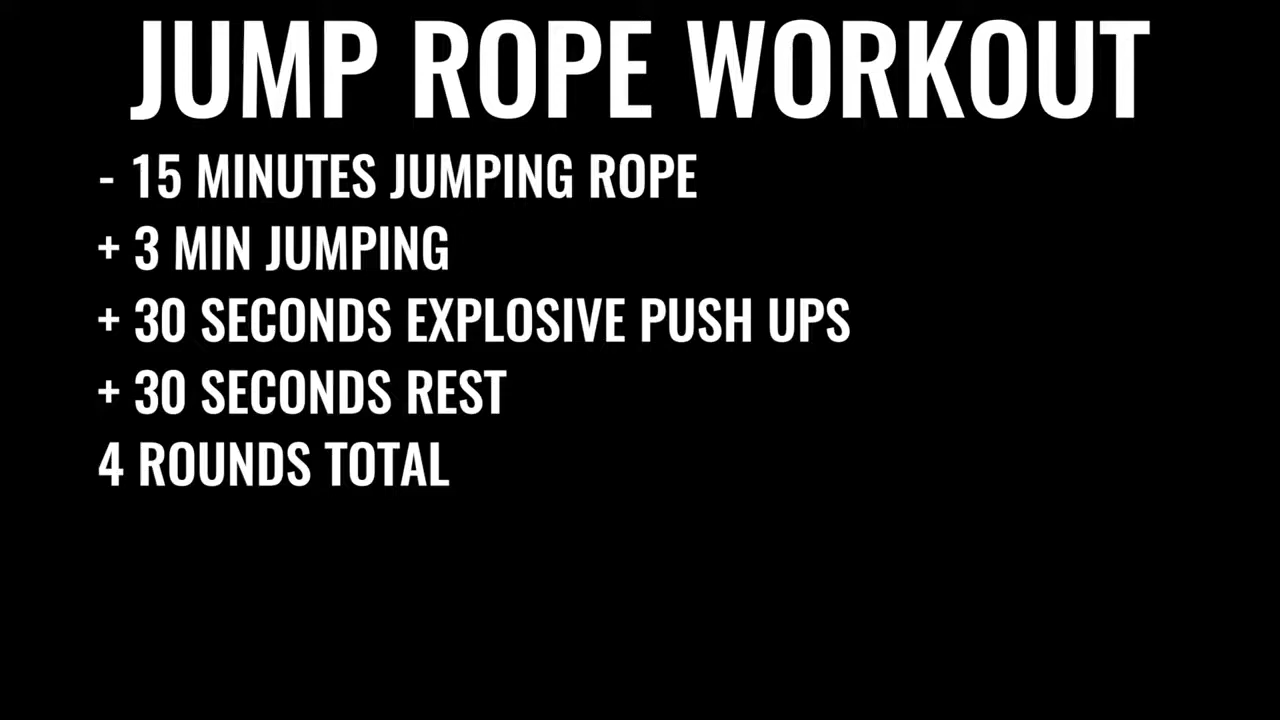 JUMP ROPE WORKOUT
- 15 MINUTES JUMPING ROPE
+ 3 MIN JUMPING
+ 30 SECONDS EXPLOSIVE PUSH UPS
+ 30 SECONDS REST
4 ROUNDS TOTAL